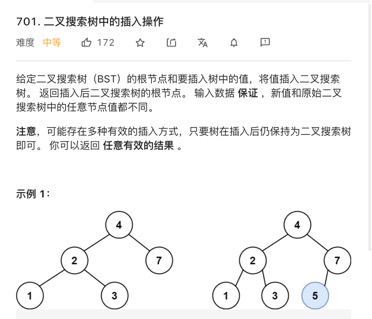 701. 二叉搜索树中的插入操作
难度 中等 172
给定二叉搜索树（BST）的根节点和要插入树中的值，将值插入二叉搜索
树。 返回插入后二叉搜索树的根节点。 输入数据 保证 ，新值和原始二叉
搜索树中的任意节点值都不同。
注意，可能存在多种有效的插入方式，只要树在插入后仍保持为二叉搜索树
即可。 你可以返回 任意有效的结果 。
示例 1：
4 4
2 7 2 7
1 3 1 3 5